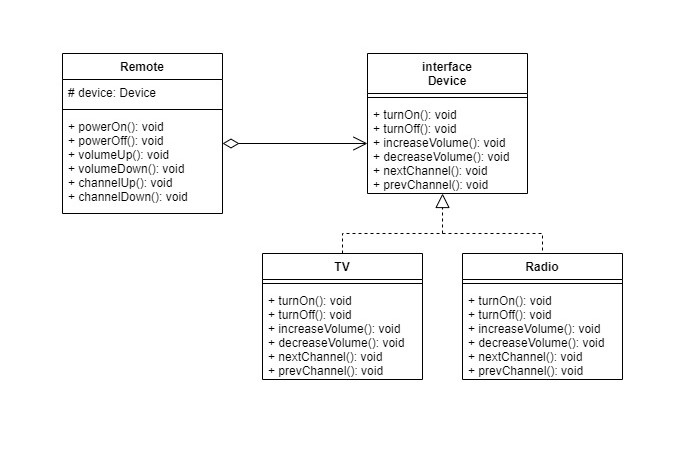 Remote
# device: Device
+ powerOn(): void
+ powerOff(): void
+ volumeUp(): void
+ volumeDown(): void
+ channelUp(): void
+ channelDown(): void
interface
Device
+ turnOn(): void
+ turnOff(): void
+ increaseVolume(): void
+ decreaseVolume(): void
+ nextChannel(): void
+ prevChannel(): void
TV
+ turnOn(): void
+ turnOff(): void
+ increaseVolume(): void
+ decreaseVolume(): void
+ nextChannel(): void
+ prevChannel(): void
Radio
+ turnOn(): void
+ turnOff(): void
+ increaseVolume(): void
+ decreaseVolume(): void
+ nextChannel(): void
+ prevChannel(): void